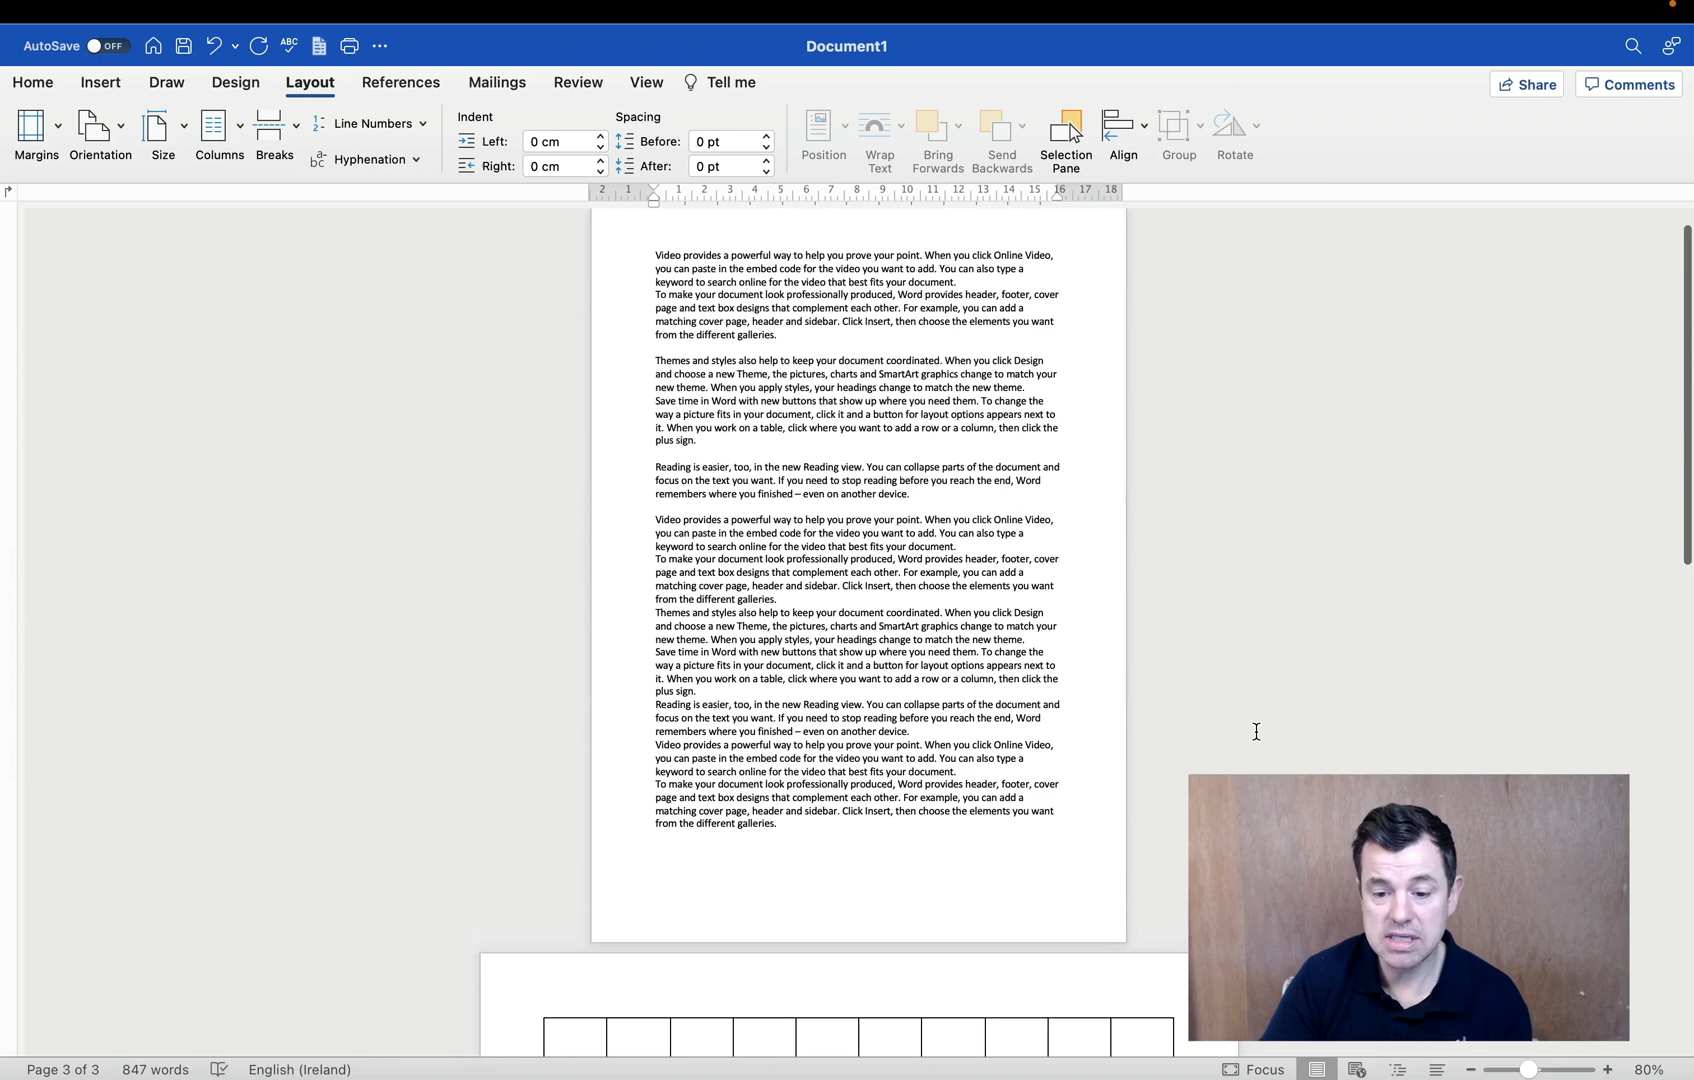 AutoSave OFF ABC
Document1
Home Insert Draw Design Layout References Mailings Review View Tell me
Share Comments
Margins Orientation Size Columns Breaks
Line Numbers
Hyphenation
Indent
Left: 0 cm
Right: 0 cm
Spacing
Before: 0 pt
After: 0 pt
Position
Wrap Text
Bring Forwards
Send Backwards
Selection Pane
Align
Group
Rotate
2 1 1 2 3 4 5 6 7 8 9 10 11 12 13 14 15 16 17 18
Video provides a powerful way to help you prove your point. When you click Online Video,
you can paste in the embed code for the video you want to add. You can also type a
keyword to search online for the video that best fits your document.
To make your document look professionally produced, Word provides header, footer, cover
page and text box designs that complement each other. For example, you can add a
matching cover page, header and sidebar. Click Insert, then choose the elements you want
from the different galleries.
Themes and styles also help to keep your document coordinated. When you click Design
and choose a new Theme, the pictures, charts and SmartArt graphics change to match your
new theme. When you apply styles, your headings change to match the new theme.
Save time in Word with new buttons that show up where you need them. To change the
way a picture fits in your document, click it and a button for layout options appears next to
it. When you work on a table, click where you want to add a row or a column, then click the
plus sign.
Reading is easier, too, in the new Reading view. You can collapse parts of the document and
focus on the text you want. If you need to stop reading before you reach the end, Word
remembers where you finished – even on another device.
Video provides a powerful way to help you prove your point. When you click Online Video,
you can paste in the embed code for the video you want to add. You can also type a
keyword to search online for the video that best fits your document.
To make your document look professionally produced, Word provides header, footer, cover
page and text box designs that complement each other. For example, you can add a
matching cover page, header and sidebar. Click Insert, then choose the elements you want
from the different galleries.
Themes and styles also help to keep your document coordinated. When you click Design
and choose a new Theme, the pictures, charts and SmartArt graphics change to match your
new theme. When you apply styles, your headings change to match the new theme.
Save time in Word with new buttons that show up where you need them. To change the
way a picture fits in your document, click it and a button for layout options appears next to
it. When you work on a table, click where you want to add a row or a column, then click the
plus sign.
Reading is easier, too, in the new Reading view. You can collapse parts of the document and
focus on the text you want. If you need to stop reading before you reach the end, Word
remembers where you finished – even on another device.
Video provides a powerful way to help you prove your point. When you click Online Video,
you can paste in the embed code for the video you want to add. You can also type a
keyword to search online for the video that best fits your document.
To make your document look professionally produced, Word provides header, footer, cover
page and text box designs that complement each other. For example, you can add a
matching cover page, header and sidebar. Click Insert, then choose the elements you want
from the different galleries.
Page 3 of 3 847 words English (Ireland) Focus 80%